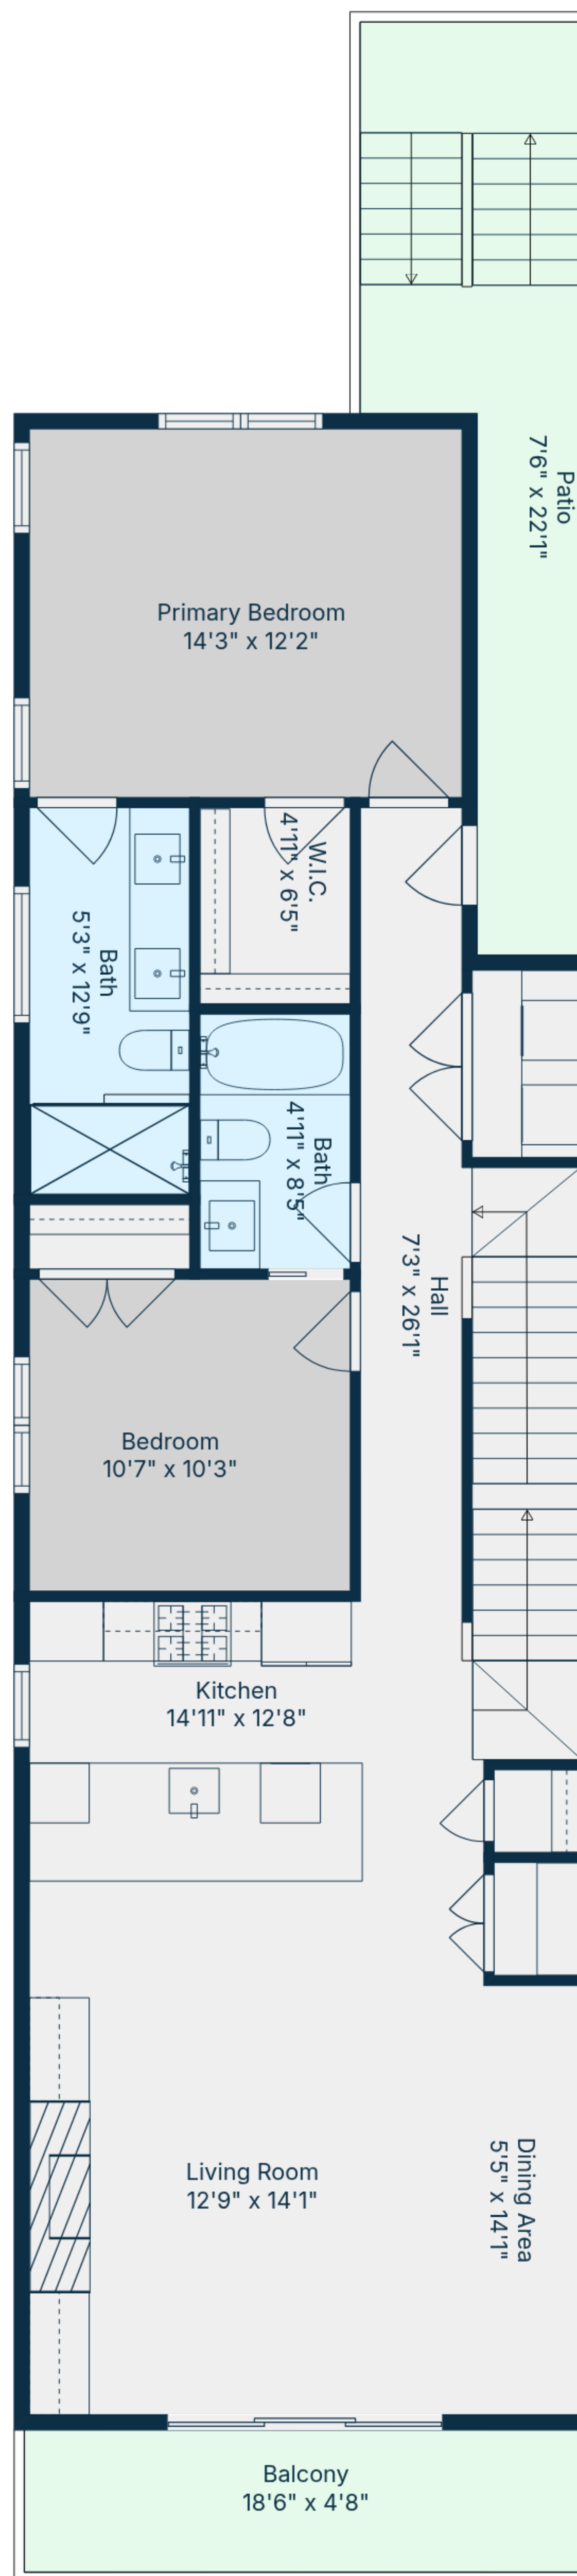 Patio
7'6" x 22'1"
Primary Bedroom
14'3" x 12'2"
W.I.C.
4'11" x 6'5"
Bath
5'3" x 12'9"
Bath
4'11" x 8'5"
Hall
7'3" x 26'1"
Bedroom
10'7" x 10'3"
Kitchen
14'11" x 12'8"
Living Room
12'9" x 14'1"
Dining Area
5'5" x 14'1"
Balcony
18'6" x 4'8"